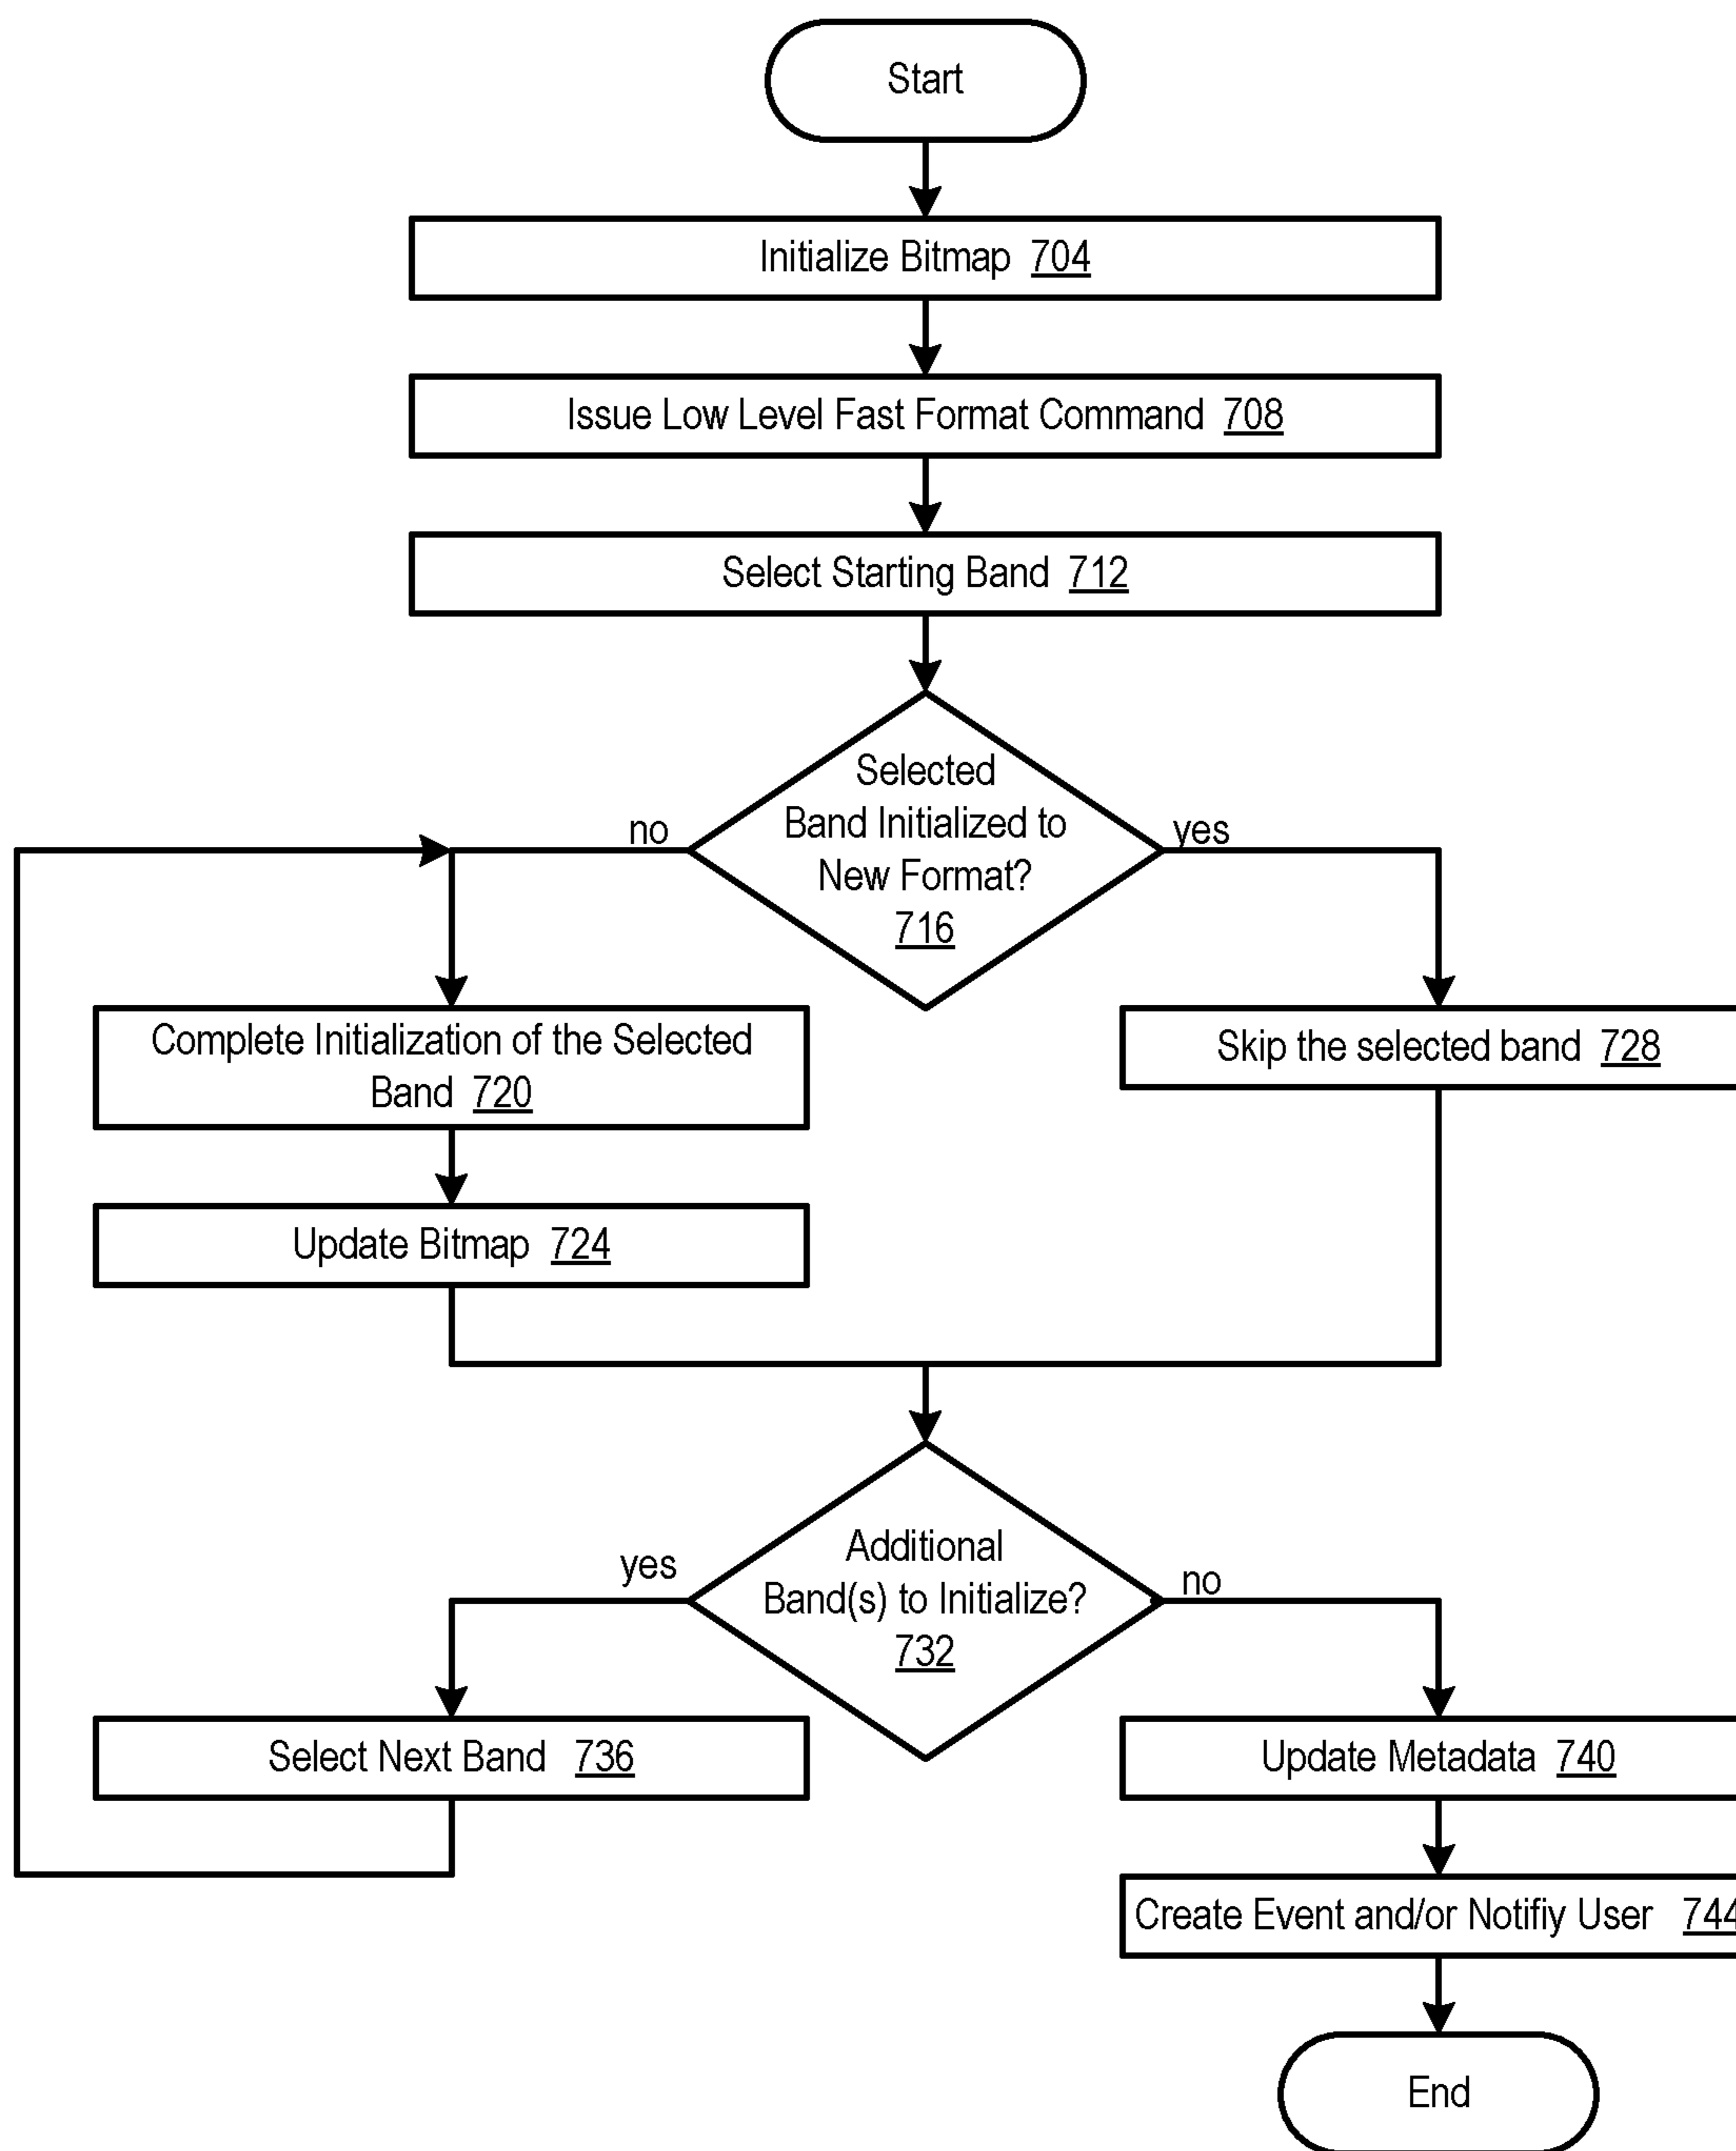 Start
Initialize Bitmap 704
Issue Low Level Fast Format Command 708
Select Starting Band 712
Selected
Band Initialized to
New Format?
716
no
yes
Complete Initialization of the Selected
Band 720
Skip the selected band 728
Update Bitmap 724
Additional
Band(s) to Initialize?
732
yes
no
Select Next Band 736
Update Metadata 740
Create Event and/or Notifiy User 744
End